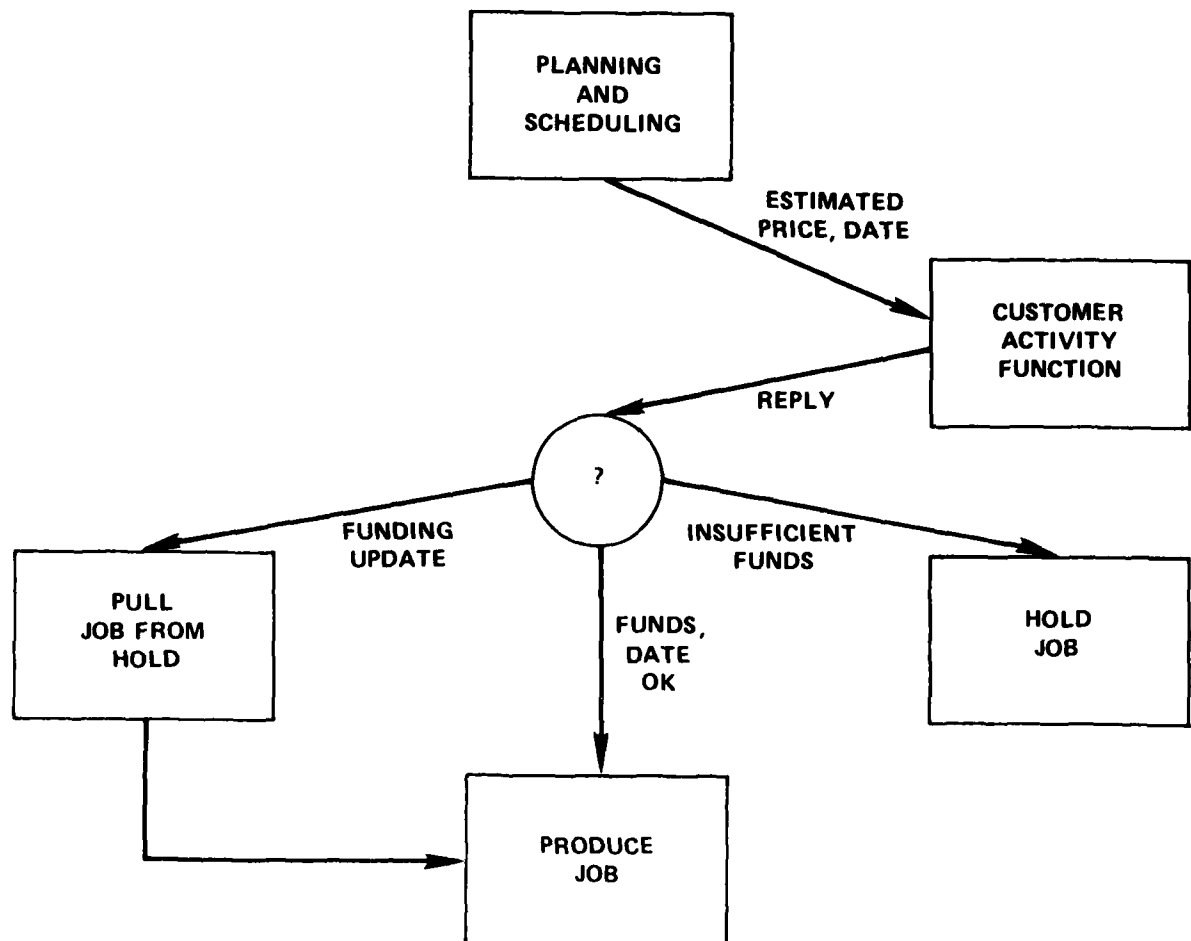 PLANNING
AND
SCHEDULING
ESTIMATED
PRICE, DATE
CUSTOMER
ACTIVITY
FUNCTION
REPLY
?
FUNDING
UPDATE
INSUFFICIENT
FUNDS
PULL
JOB FROM
HOLD
FUNDS,
DATE
OK
HOLD
JOB
PRODUCE
JOB